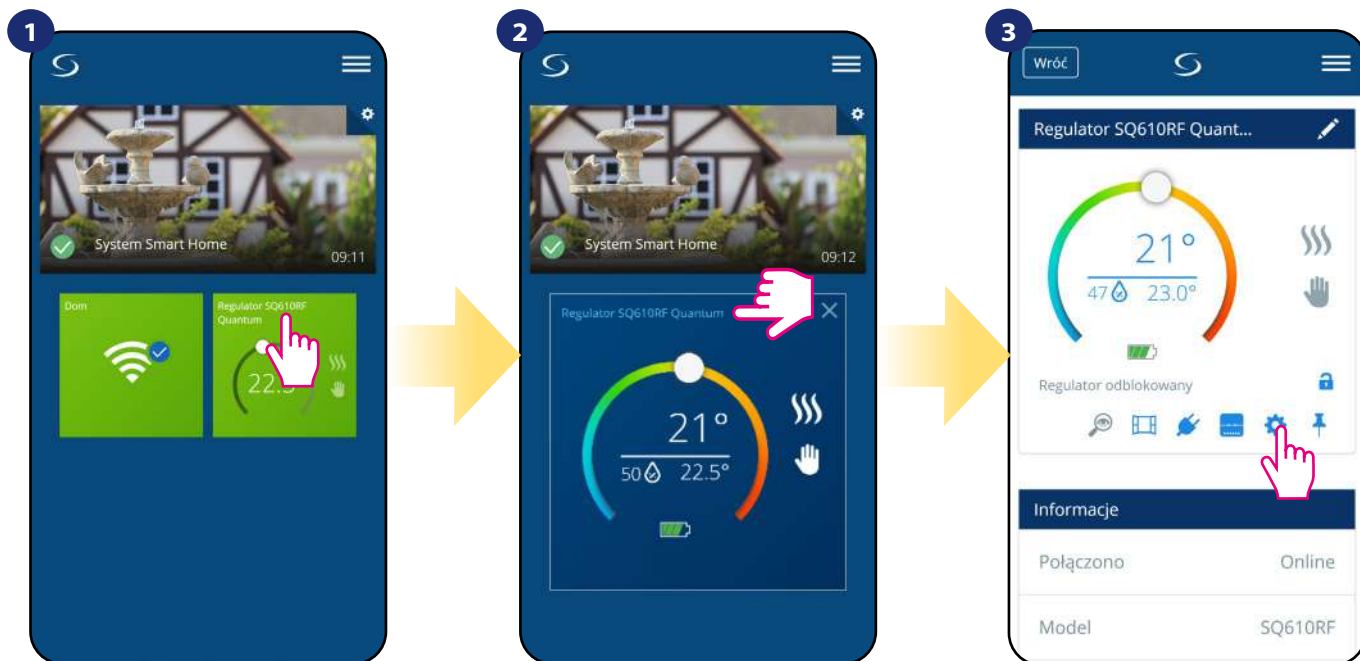 1
System Smart Home
09:11
Dom
Regulator SQ610RF
Quantum
22.5°
2
System Smart Home
09:12
Regulator SQ610RF Quantum
21°
50 22.5°
3
Wróć
Regulator SQ610RF Quant...
21°
47 23.0°
Regulator odblokowany
Informacje
Połączono Online
Model SQ610RF